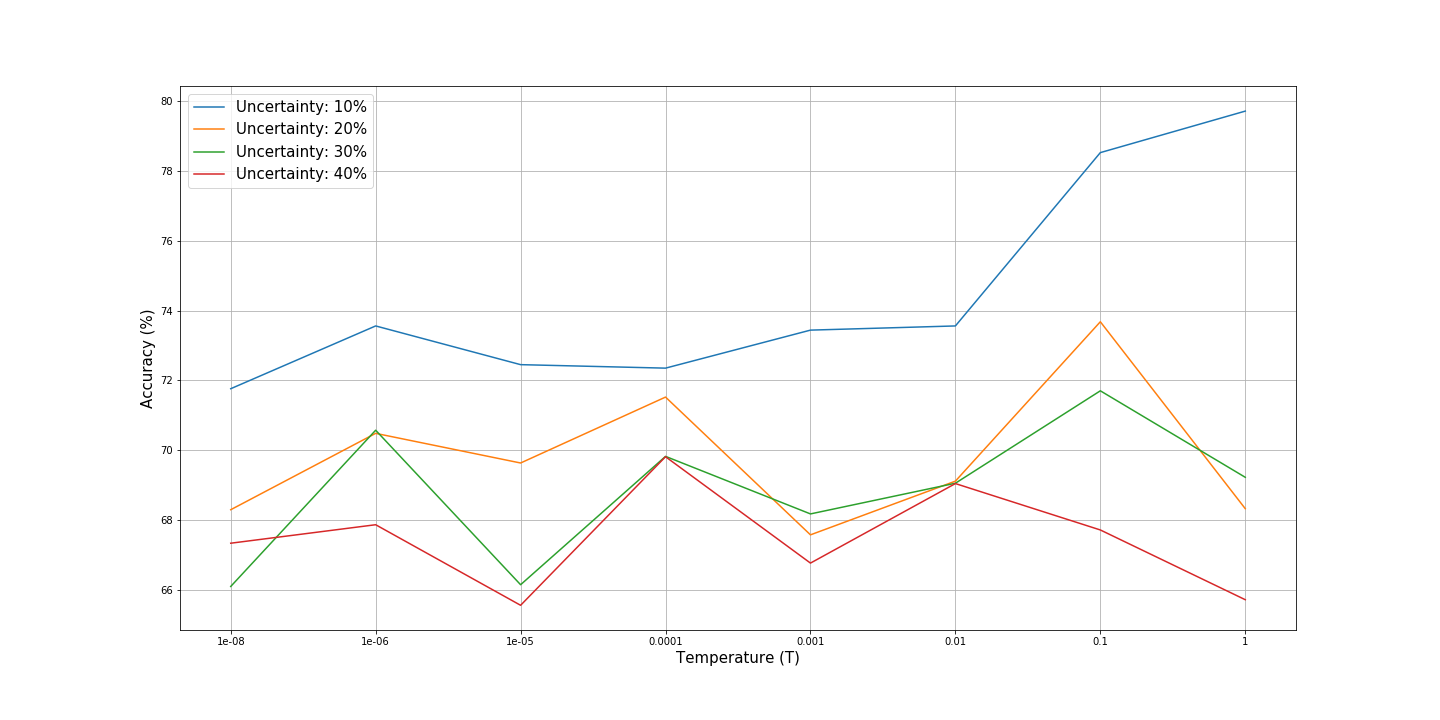 Uncertainty: 10%
Uncertainty: 20%
Uncertainty: 30%
Uncertainty: 40%
Accuracy (%)
80
78
76
74
72
70
68
66
1e-08 1e-06 1e-05 0.0001 0.001 0.01 0.1 1
Temperature (T)